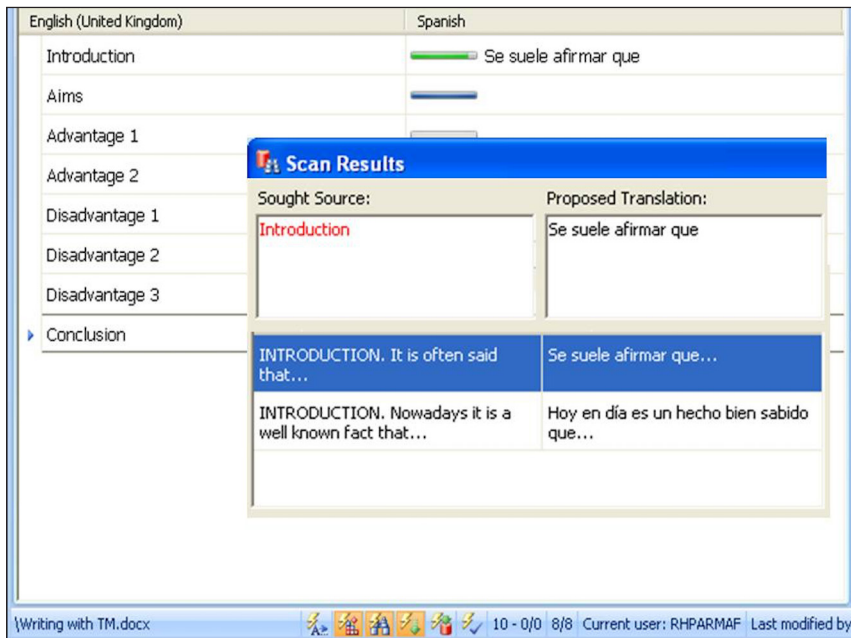 English (United Kingdom) Spanish
Introduction Se suele afirmar que
Aims
Advantage 1
Advantage 2
Disadvantage 1
Disadvantage 2
Disadvantage 3
Conclusion
Scan Results
Sought Source: Proposed Translation:
Introduction Se suele afirmar que
INTRODUCTION. It is often said Se suele afirmar que...
that...
INTRODUCTION. Nowadays it is a Hoy en día es un hecho bien sabido
well known fact that... que...
\Writing with TM.docx 10 - 0/0 8/8 Current user: RHPARMAF Last modified by